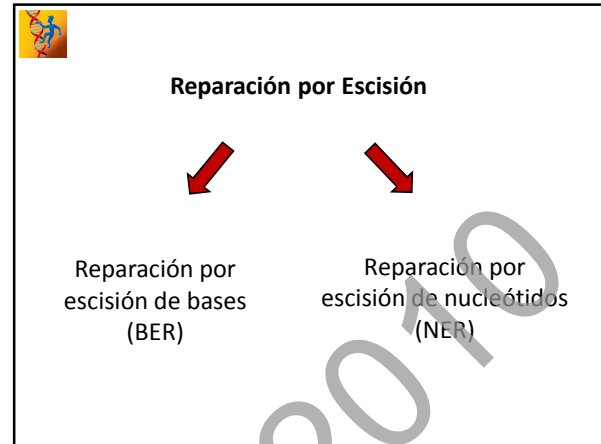 Reparación por Escisión
Reparación por
escisión de bases
(BER)
Reparación por
escisión de nucleótidos
(NER)
2010